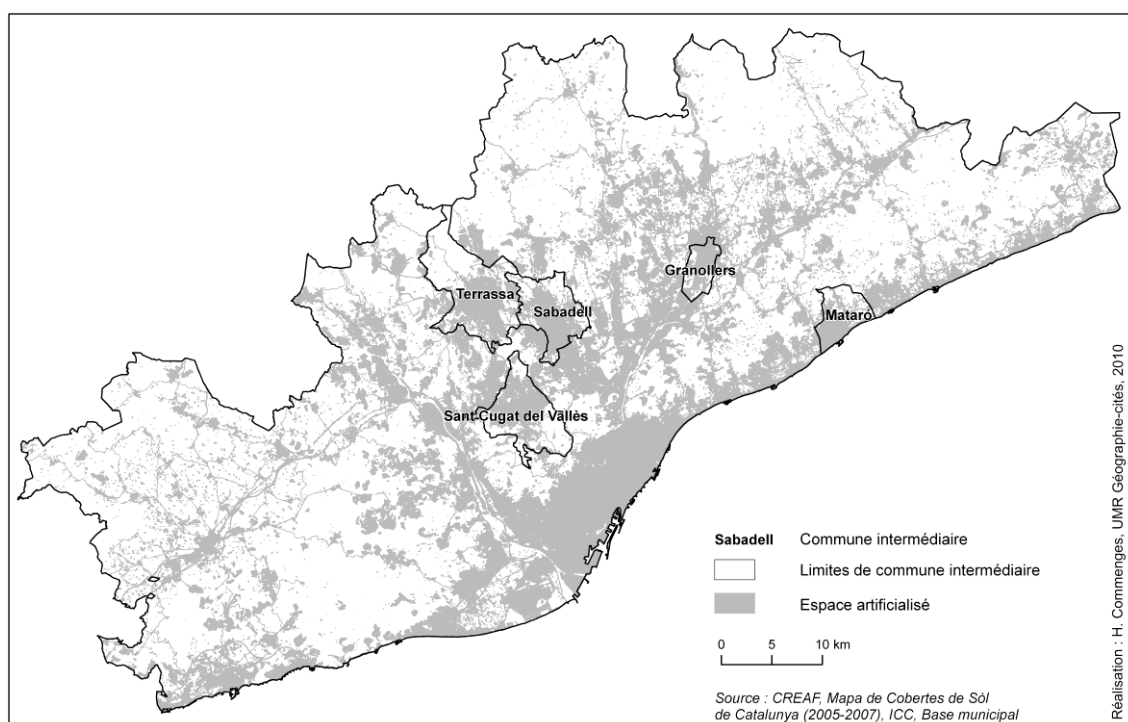 Granollers
Terrassa
Sabadell
Mataró
Sant Cugat del Vallès
Sabadell Commune intermédiaire
Limites de commune intermédiaire
Espace artificialisé
0 5 10 km
Source : CREAF, Mapa de Cobertes de Sòl
de Catalunya (2005-2007), ICC, Base municipal
Réalisation : H. Commenges, UMR Géographie-cités, 2010